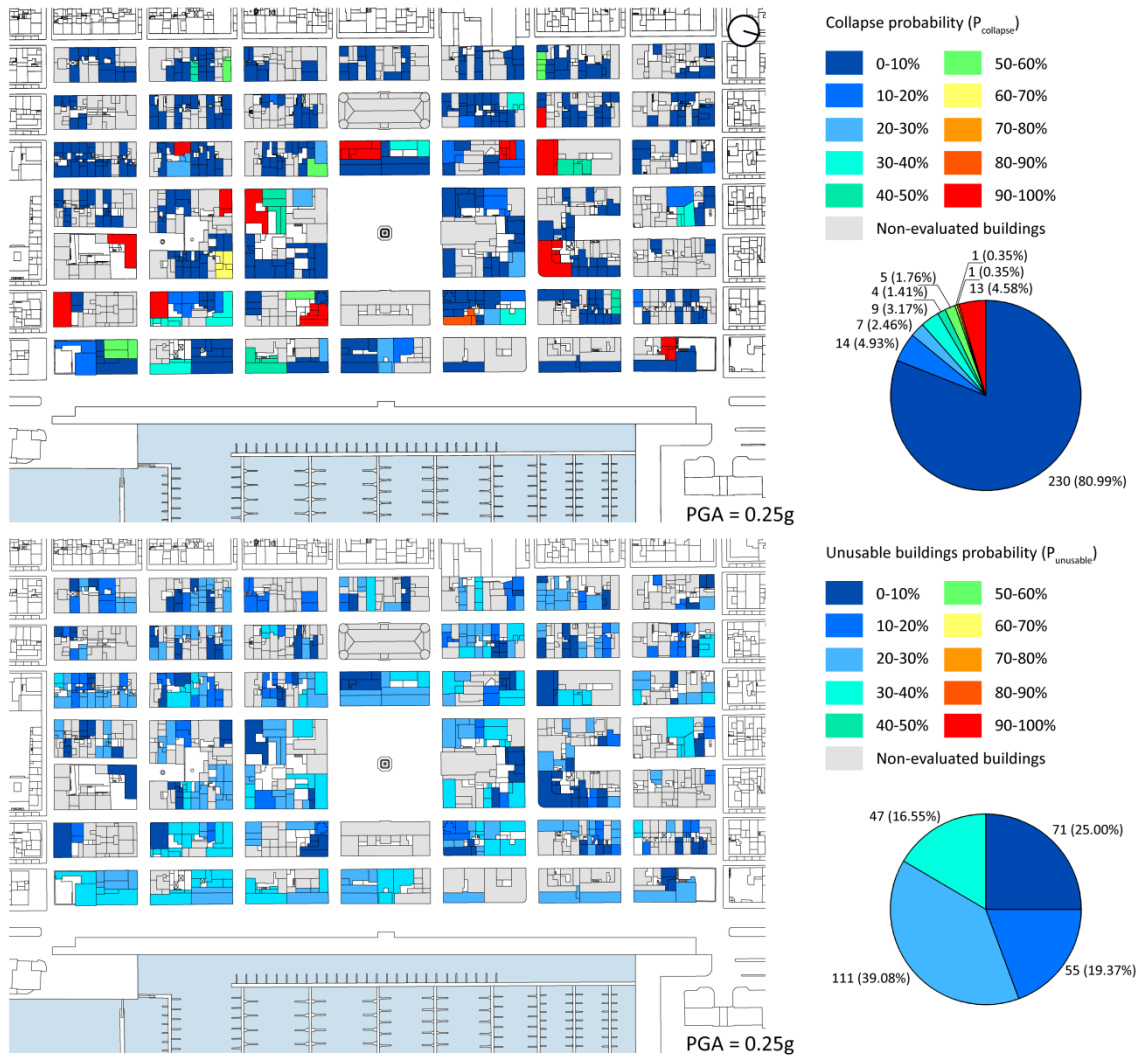 Collapse probability (P_collapse)
0-10% 50-60%
10-20% 60-70%
20-30% 70-80%
30-40% 80-90%
40-50% 90-100%
Non-evaluated buildings
1 (0.35%)
5 (1.76%) 1 (0.35%)
4 (1.41%) 13 (4.58%)
9 (3.17%)
7 (2.46%)
14 (4.93%)
230 (80.99%)
PGA = 0.25g
Unusable buildings probability (P_unusable)
0-10% 50-60%
10-20% 60-70%
20-30% 70-80%
30-40% 80-90%
40-50% 90-100%
Non-evaluated buildings
47 (16.55%) 71 (25.00%)
111 (39.08%) 55 (19.37%)
PGA = 0.25g